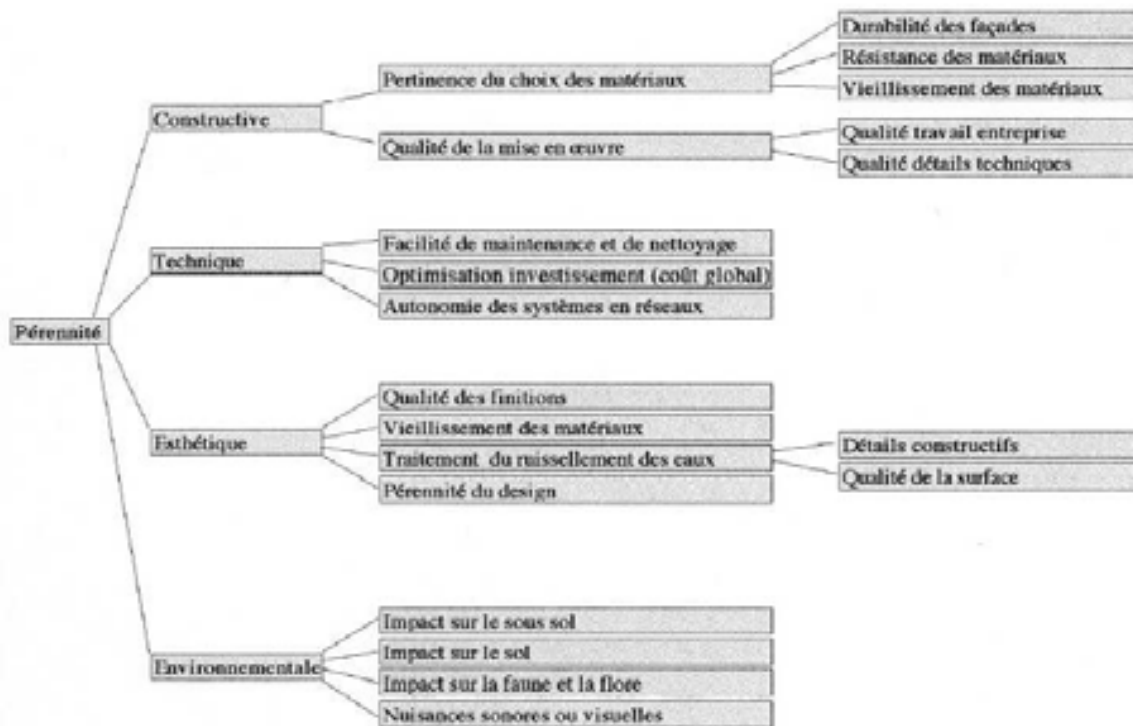 Pérennité
Constructive
Pertinence du choix des matériaux
Durabilité des façades
Résistance des matériaux
Vieillissement des matériaux
Qualité de la mise en œuvre
Qualité travail entreprise
Qualité détails techniques
Technique
Facilité de maintenance et de nettoyage
Optimisation investissement (coût global)
Autonomie des systèmes en réseaux
Esthétique
Qualité des finitions
Vieillissement des matériaux
Traitement du ruissellement des eaux
Détails constructifs
Qualité de la surface
Pérennité du design
Environnementale
Impact sur le sous sol
Impact sur le sol
Impact sur la faune et la flore
Nuisances sonores ou visuelles